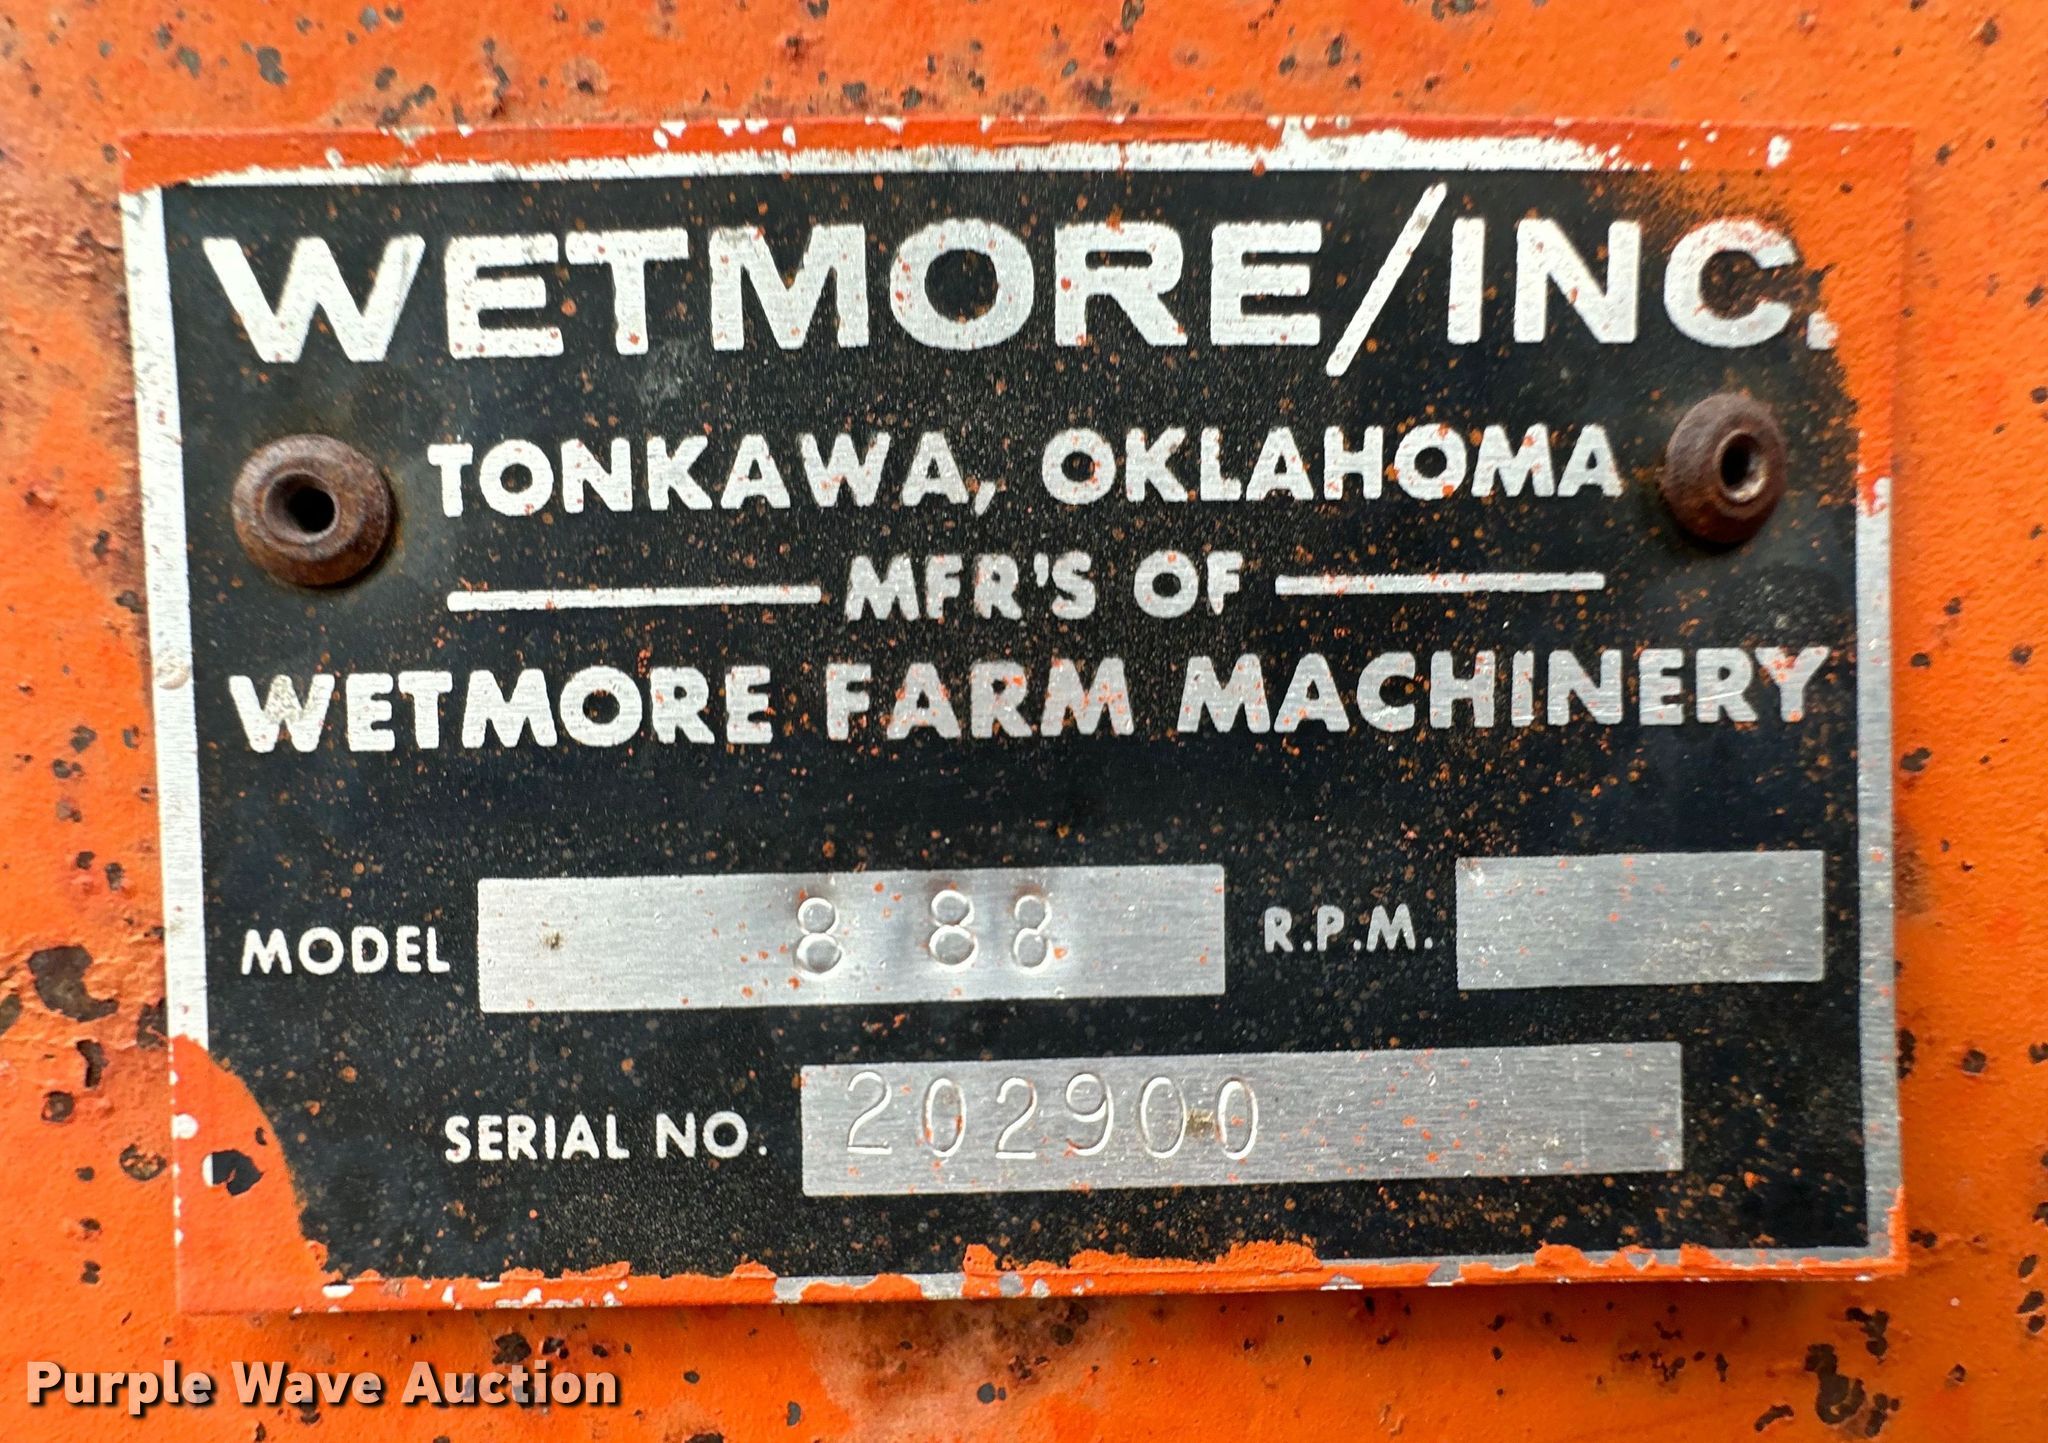 WETMORE/INC.
TONKAWA, OKLAHOMA
MFR'S OF
WETMORE FARM MACHINERY
MODEL 8 88 R.P.M.
SERIAL NO. 202900
Purple Wave Auction